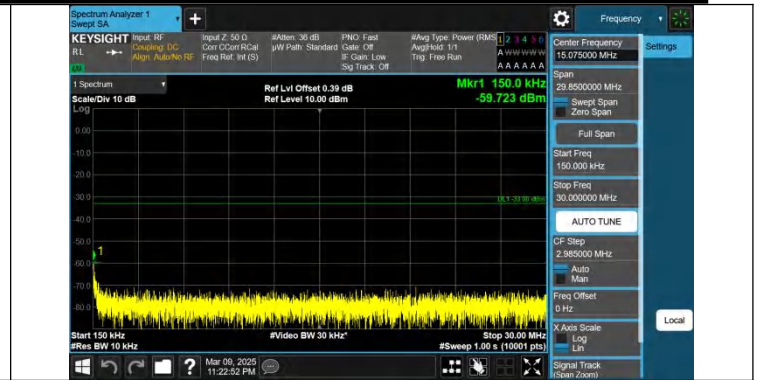 Spectrum Analyzer 1
Swept SA
+
Frequency
KEYSIGHT Input: RF Input Z: 50 Ω #Atten: 36 dB PNO: Fast #Avg Type: Power (RMS 1 2 3 4 5 6
RL Coupling: DC Corr CCorr RCal µW Path: Standard Gate: Off Avg|Hold: 1/1 A W W W W W
Align: Auto/No RF Freq Ref: Int (S) IF Gain: Low Trig: Free Run
Sig Track: Off A A A A A A
1 Spectrum
Ref Lvl Offset 0.39 dB Mkr1 150.0 kHz
Scale/Div 10 dB Ref Level 10.00 dBm -59.723 dBm
Log
0.00
-10.0
-20.0
-30.0
DL1 -33.00 dBm
-40.0
-50.0
1
-60.0
-70.0
-80.0
Start 150 kHz #Video BW 30 kHz* Stop 30.00 MHz
#Res BW 10 kHz #Sweep 1.00 s (10001 pts)
Mar 09, 2025
11:22:52 PM
?
Center Frequency
15.075000 MHz
Settings
Span
29.8500000 MHz
Swept Span
Zero Span
Full Span
Start Freq
150.000 kHz
Stop Freq
30.000000 MHz
AUTO TUNE
CF Step
2.985000 MHz
Auto
Man
Freq Offset
0 Hz
X Axis Scale
Log
Lin
Local
Signal Track
(Span Zoom)